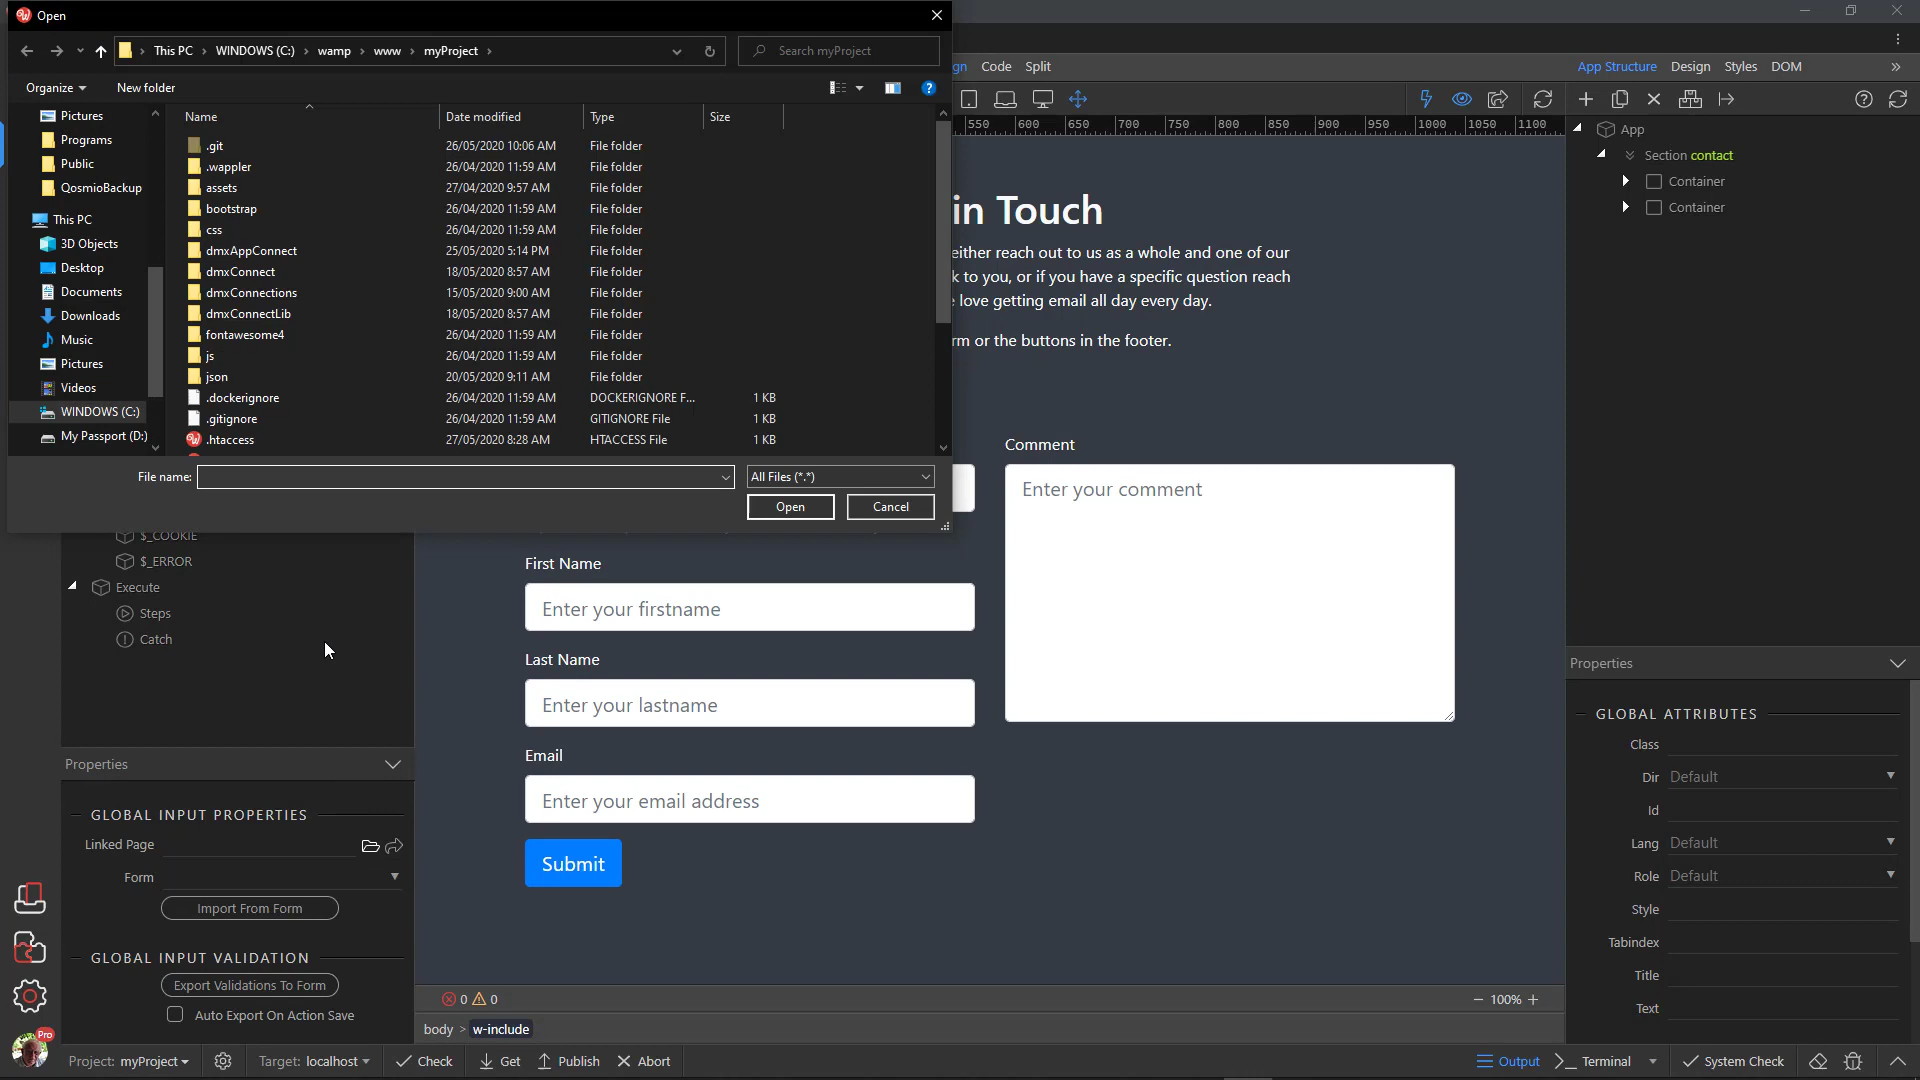 Open
This PC > WINDOWS (C:) > wamp > www > myProject >
Search myProject
Organize
New folder
Name
Date modified
Type
Size
Pictures
Programs
Public
QosmioBackup
This PC
3D Objects
Desktop
Documents
Downloads
Music
Pictures
Videos
WINDOWS (C:)
My Passport (D:)
.git 26/05/2020 10:06 AM File folder
.wappler 26/04/2020 11:59 AM File folder
assets 27/04/2020 9:57 AM File folder
bootstrap 26/04/2020 11:59 AM File folder
css 26/04/2020 11:59 AM File folder
dmxAppConnect 25/05/2020 5:14 PM File folder
dmxConnect 18/05/2020 8:57 AM File folder
dmxConnections 15/05/2020 9:00 AM File folder
dmxConnectLib 18/05/2020 8:57 AM File folder
fontawesome4 26/04/2020 11:59 AM File folder
js 26/04/2020 11:59 AM File folder
json 20/05/2020 9:11 AM File folder
.dockerignore 26/04/2020 11:59 AM DOCKERIGNORE F... 1 KB
.gitignore 26/04/2020 11:59 AM GITIGNORE File 1 KB
.htaccess 27/05/2020 8:28 AM HTACCESS File 1 KB
File name:
All Files (*.*)
Open
Cancel
Code
Split
App Structure
Design
Styles
DOM
550 600 650 700 750 800 850 900 950 1000 1050 1100
App
Section contact
Container
Container
in Touch
either reach out to us as a whole and one of our
k to you, or if you have a specific question reach
love getting email all day every day.
rm or the buttons in the footer.
Comment
Enter your comment
First Name
Enter your firstname
Last Name
Enter your lastname
Email
Enter your email address
Submit
$_COOKIE
$_ERROR
Execute
Steps
Catch
Properties
GLOBAL INPUT PROPERTIES
Linked Page
Form
Import From Form
GLOBAL INPUT VALIDATION
Export Validations To Form
Auto Export On Action Save
Properties
GLOBAL ATTRIBUTES
Class
Dir Default
Id
Lang Default
Role Default
Style
Tabindex
Title
Text
0 0
100%
body > w-include
Pro
Project: myProject
Target: localhost
Check
Get
Publish
Abort
Output
Terminal
System Check